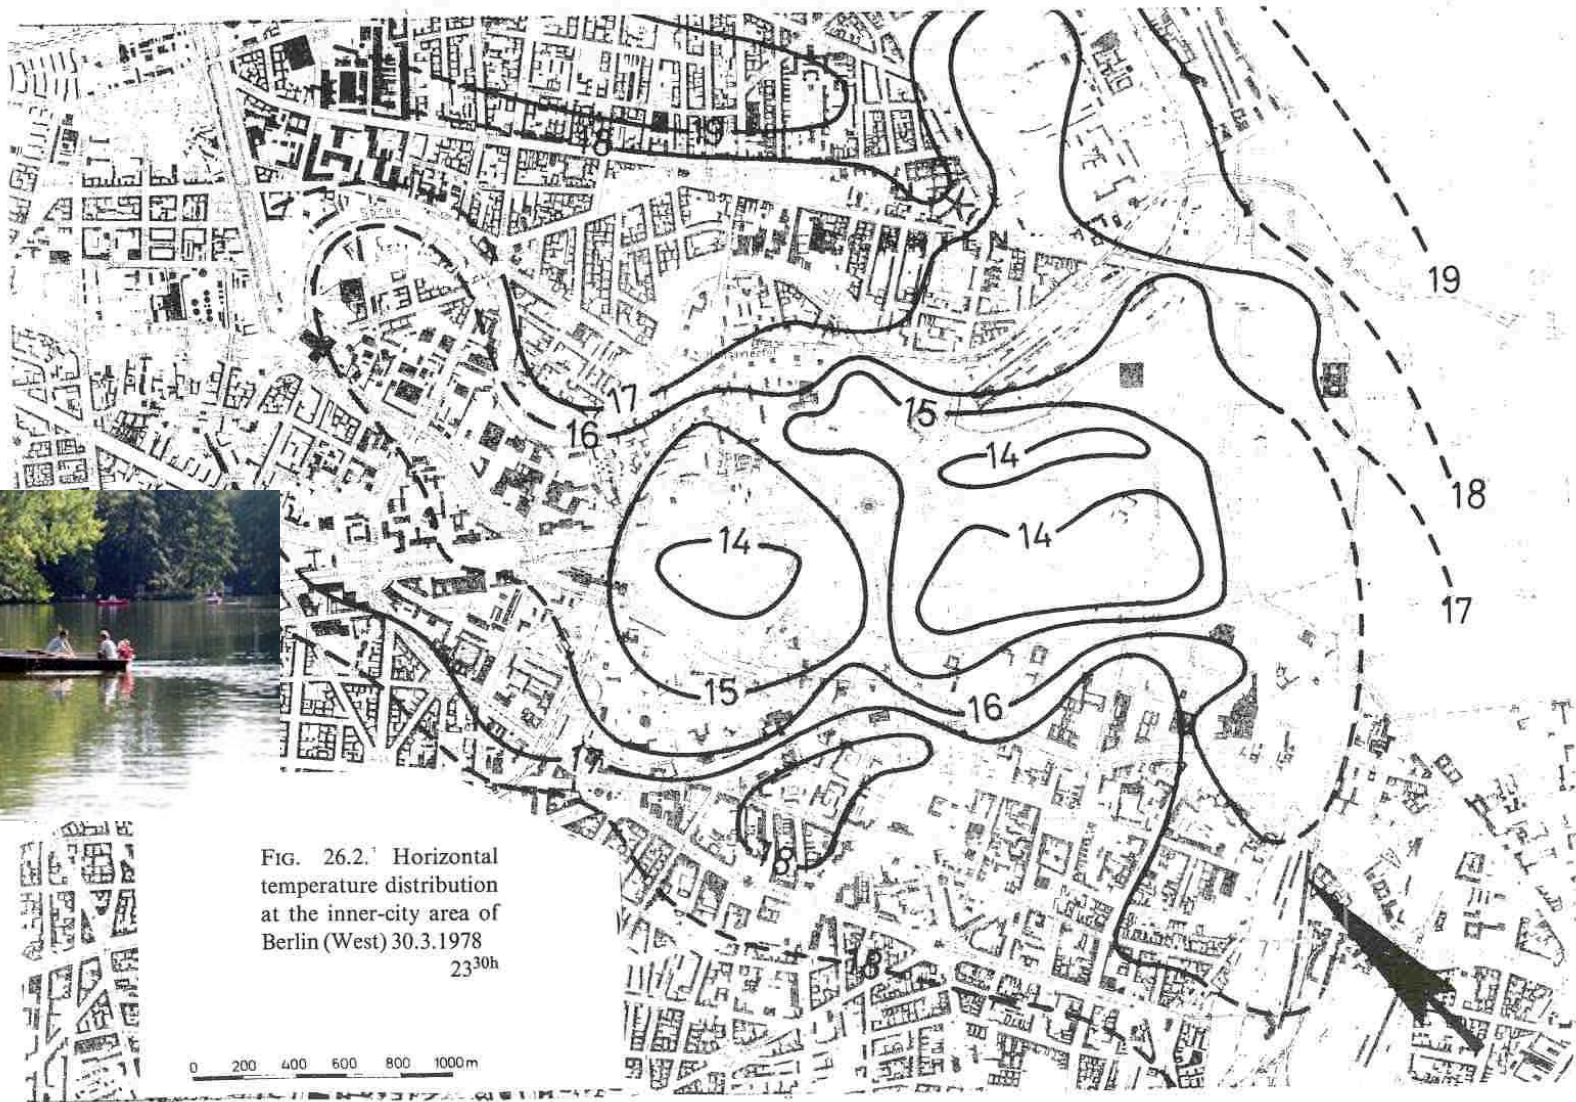 19
18
Spree
19
17
16
15
14
18
14
14
17
15
16
17
18
18
FIG. 26.2. Horizontal
temperature distribution
at the inner-city area of
Berlin (West) 30.3.1978
23³⁰ʰ
0 200 400 600 800 1000 m